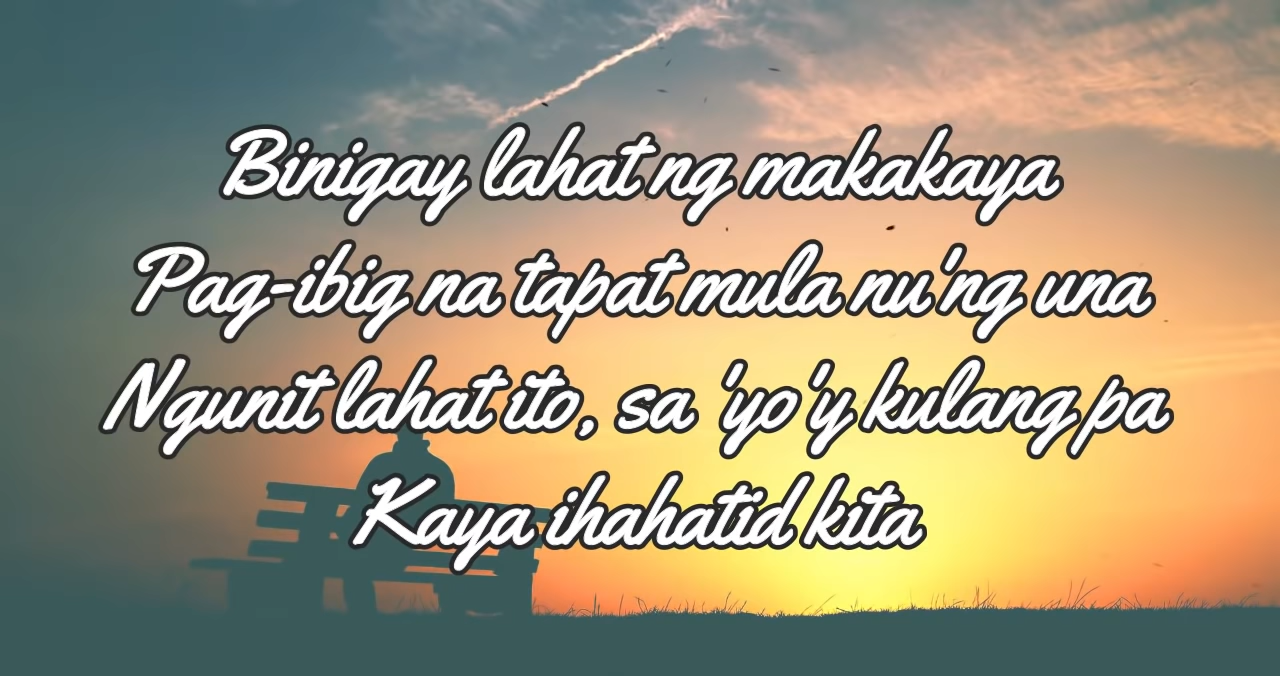 Binigay lahat ng makakaya
Pag-ibig na tapat mula nu'ng una
Ngunit lahat ito, sa 'yo'y kulang pa
Kaya ihahatid kita